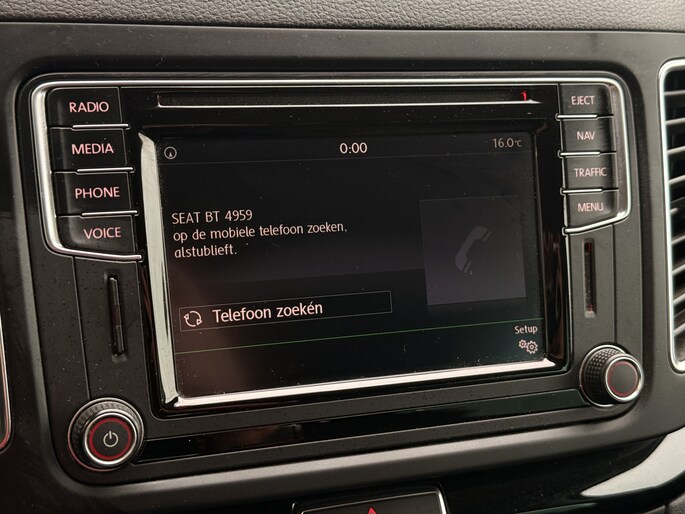 RADIO
MEDIA
PHONE
VOICE
1
EJECT
NAV
TRAFFIC
MENU
0:00
16.0°C
SEAT BT 4959
op de mobiele telefoon zoeken,
alstublieft.
Telefoon zoekén
Setup